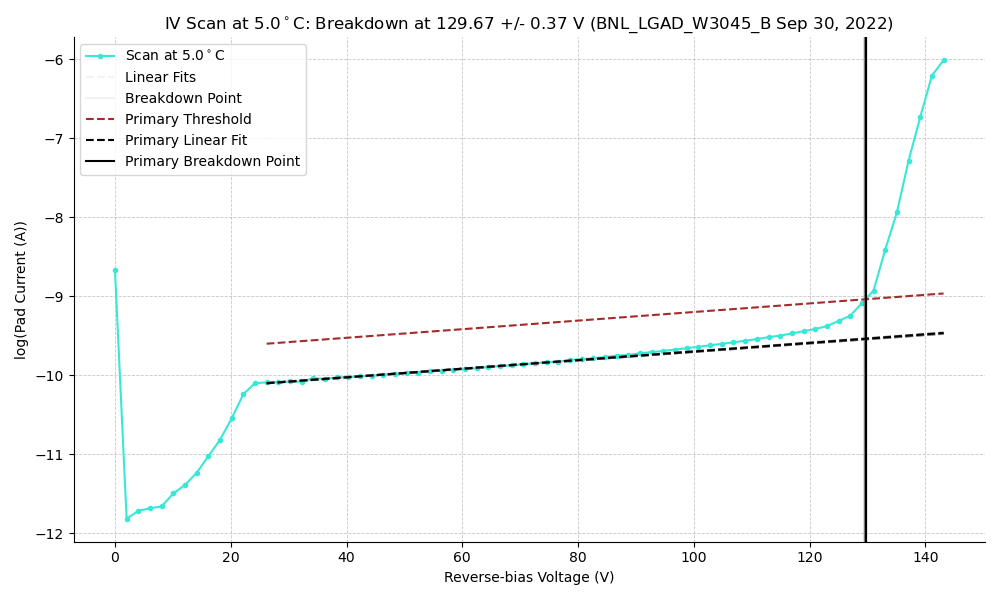 IV Scan at 5.0°C: Breakdown at 129.67 +/- 0.37 V (BNL_LGAD_W3045_B Sep 30, 2022)
Scan at 5.0°C
Linear Fits
Breakdown Point
Primary Threshold
Primary Linear Fit
Primary Breakdown Point
log(Pad Current (A))
−6
−7
−8
−9
−10
−11
−12
0 20 40 60 80 100 120 140
Reverse-bias Voltage (V)